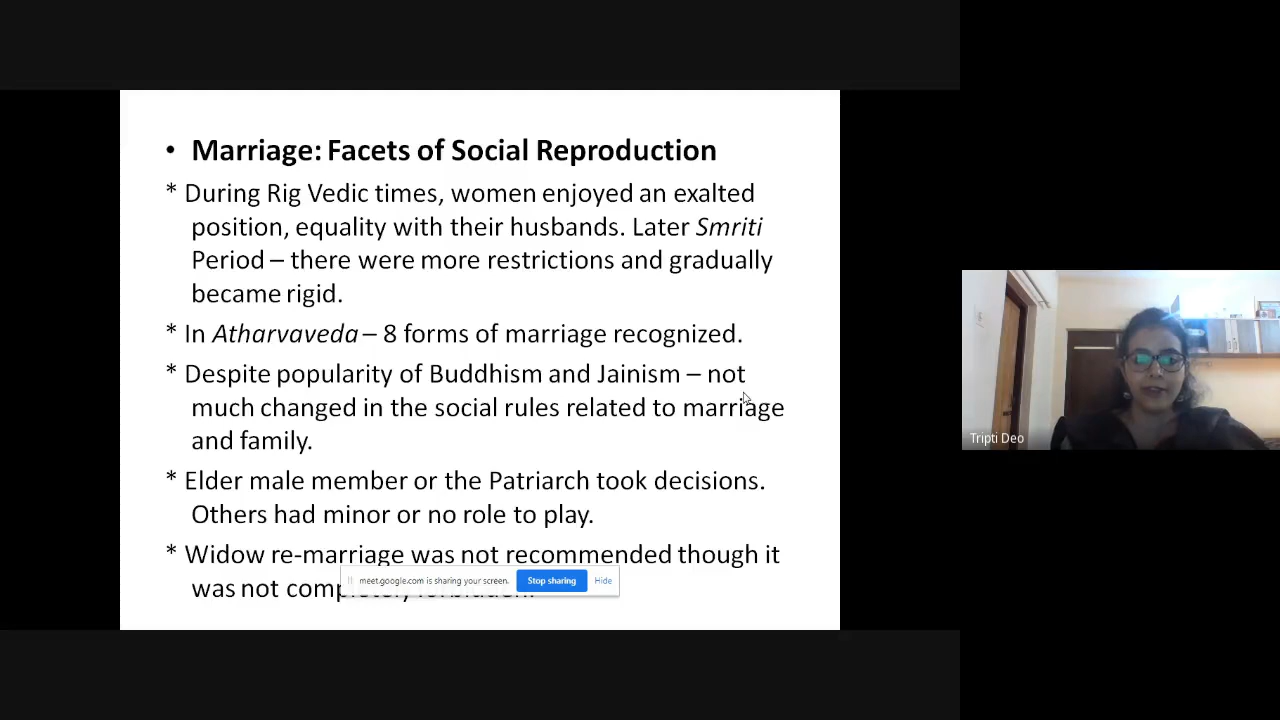 • Marriage: Facets of Social Reproduction
* During Rig Vedic times, women enjoyed an exalted
position, equality with their husbands. Later Smriti
Period – there were more restrictions and gradually
became rigid.
* In Atharvaveda – 8 forms of marriage recognized.
* Despite popularity of Buddhism and Jainism – not
much changed in the social rules related to marriage
and family.
* Elder male member or the Patriarch took decisions.
Others had minor or no role to play.
* Widow re-marriage was not recommended though it
was not
meet.google.com is sharing your screen. Stop sharing Hide
Tripti Deo